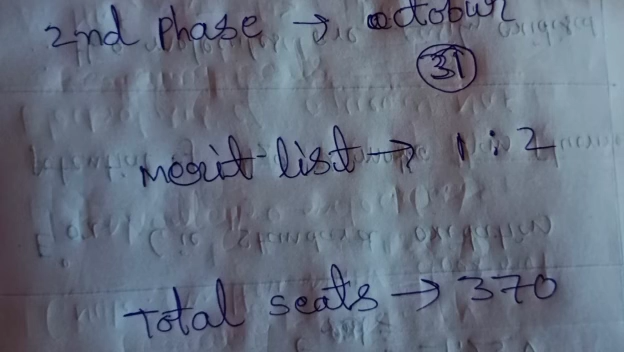 2nd phase → october
31
merit-list → 1:2
Total seats → 370